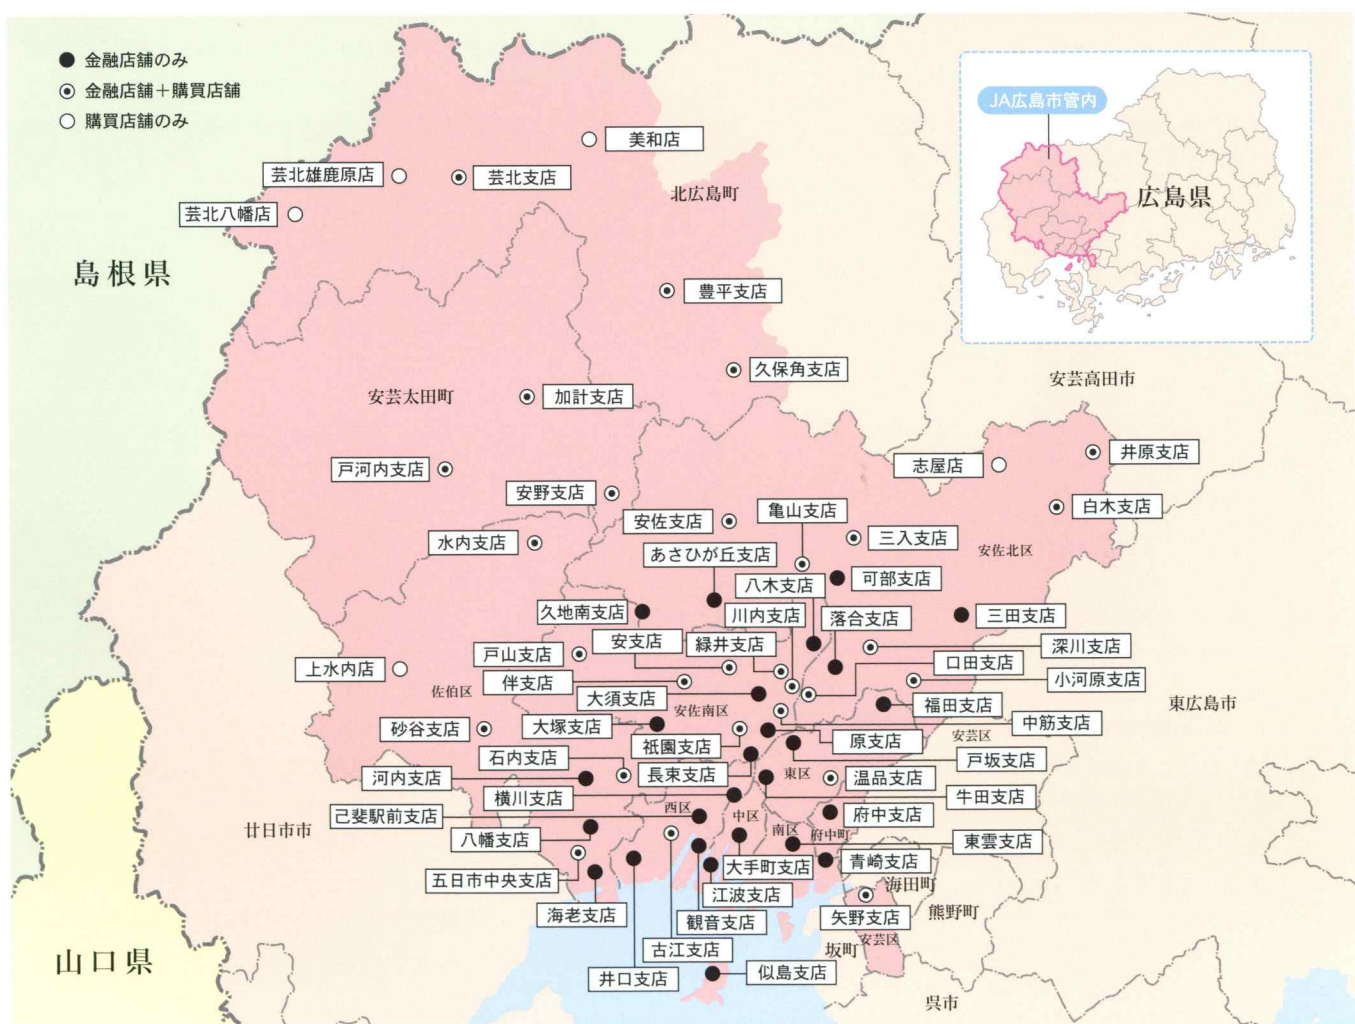 金融店舗のみ
金融店舗+購買店舗
購買店舗のみ
JA広島市管内
広島県
美和店
芸北雄鹿原店
芸北支店
北広島町
芸北八幡店
島根県
豊平支店
久保角支店
安芸高田市
安芸太田町
加計支店
井原支店
志屋店
戸河内支店
安野支店
白木支店
亀山支店
安佐支店
三入支店
水内支店
安佐北区
あさひが丘支店
可部支店
八木支店
久地南支店
川内支店
落合支店
三田支店
安支店
緑井支店
深川支店
戸山支店
口田支店
上水内店
伴支店
小河原支店
佐伯区
大須支店
福田支店
東広島市
安佐南区
砂谷支店
大塚支店
中筋支店
祇園支店
原支店
安芸区
石内支店
戸坂支店
河内支店
長束支店
東区
温品支店
横川支店
牛田支店
西区
己斐駅前支店
中区
府中支店
廿日市市
南区
府中町
八幡支店
東雲支店
大手町支店
青崎支店
五日市中央支店
海田町
江波支店
海老支店
矢野支店
熊野町
観音支店
安芸区
坂町
古江支店
山口県
井口支店
似島支店
呉市